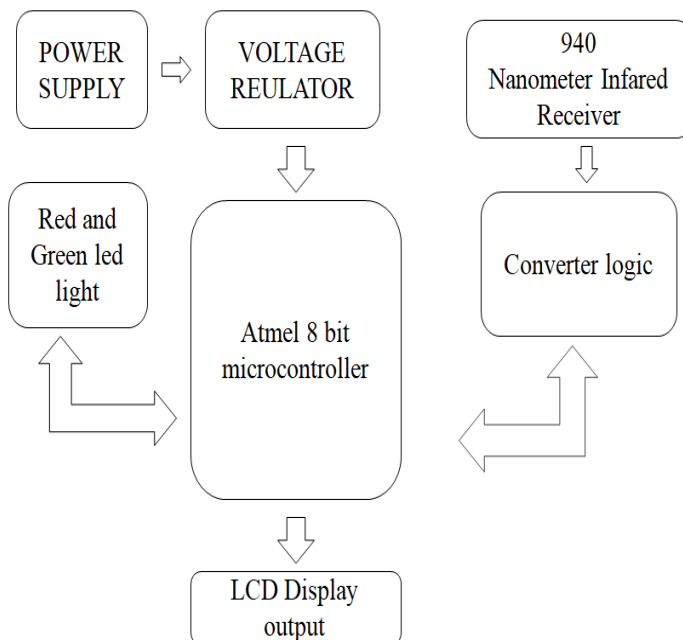 POWER
SUPPLY
VOLTAGE
REULATOR
940
Nanometer Infared
Receiver
Red and
Green led
light
Atmel 8 bit
microcontroller
Converter logic
LCD Display
output